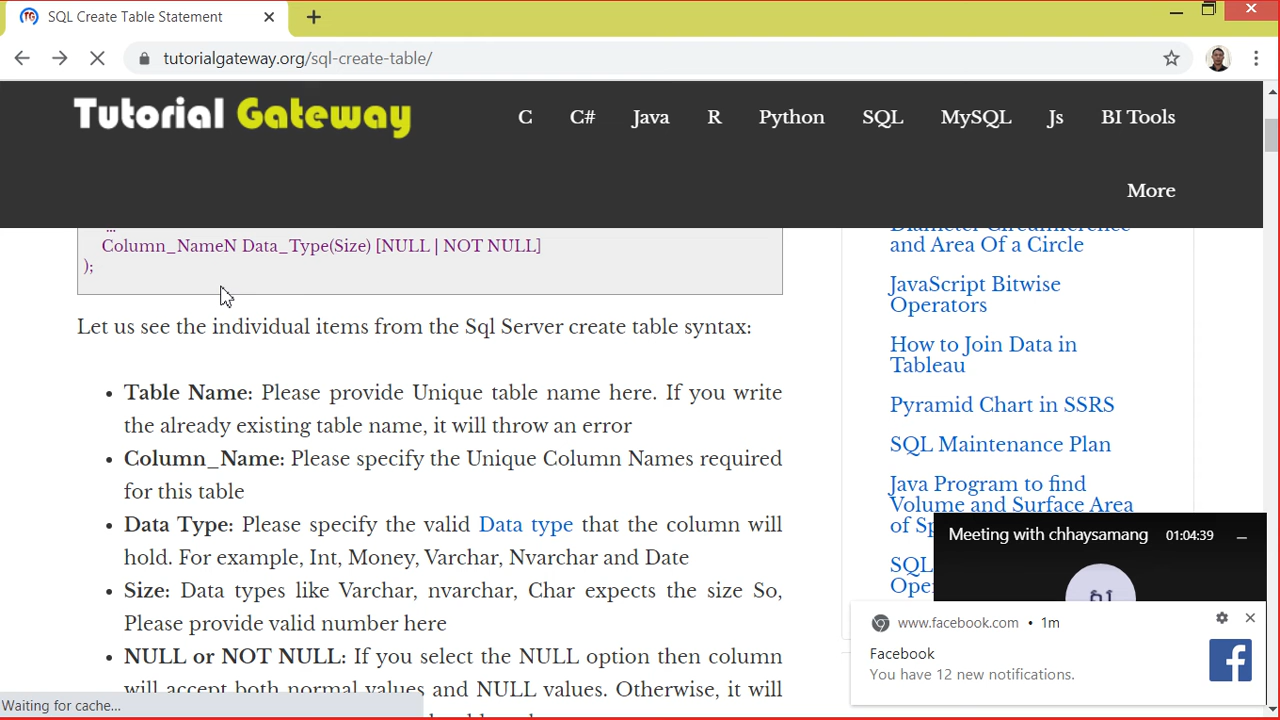 SQL Create Table Statement
tutorialgateway.org/sql-create-table/
Tutorial Gateway
C C# Java R Python SQL MySQL Js BI Tools
More
...
Column_NameN Data_Type(Size) [NULL | NOT NULL]
);
Let us see the individual items from the Sql Server create table syntax:
• Table Name: Please provide Unique table name here. If you write
the already existing table name, it will throw an error
• Column_Name: Please specify the Unique Column Names required
for this table
• Data Type: Please specify the valid Data type that the column will
hold. For example, Int, Money, Varchar, Nvarchar and Date
• Size: Data types like Varchar, nvarchar, Char expects the size So,
Please provide valid number here
• NULL or NOT NULL: If you select the NULL option then column
will accept both normal values and NULL values. Otherwise, it will
Diameter Circumference
and Area Of a Circle
JavaScript Bitwise
Operators
How to Join Data in
Tableau
Pyramid Chart in SSRS
SQL Maintenance Plan
Java Program to find
Volume and Surface Area
of
SQL
Meeting with chhaysamang 01:04:39
www.facebook.com • 1m
Facebook
You have 12 new notifications.
Waiting for cache...